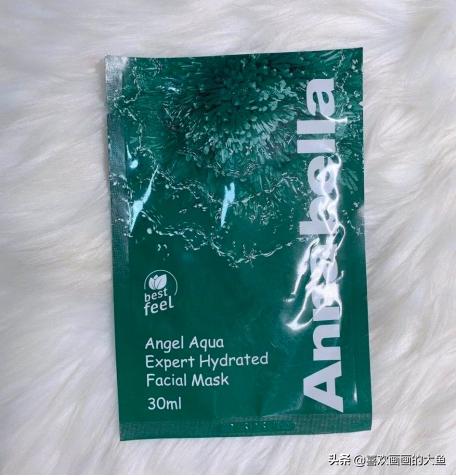 Annabella
best
feel
Angel Aqua
Expert Hydrated
Facial Mask
30ml
头条 @喜欢画画的大鱼